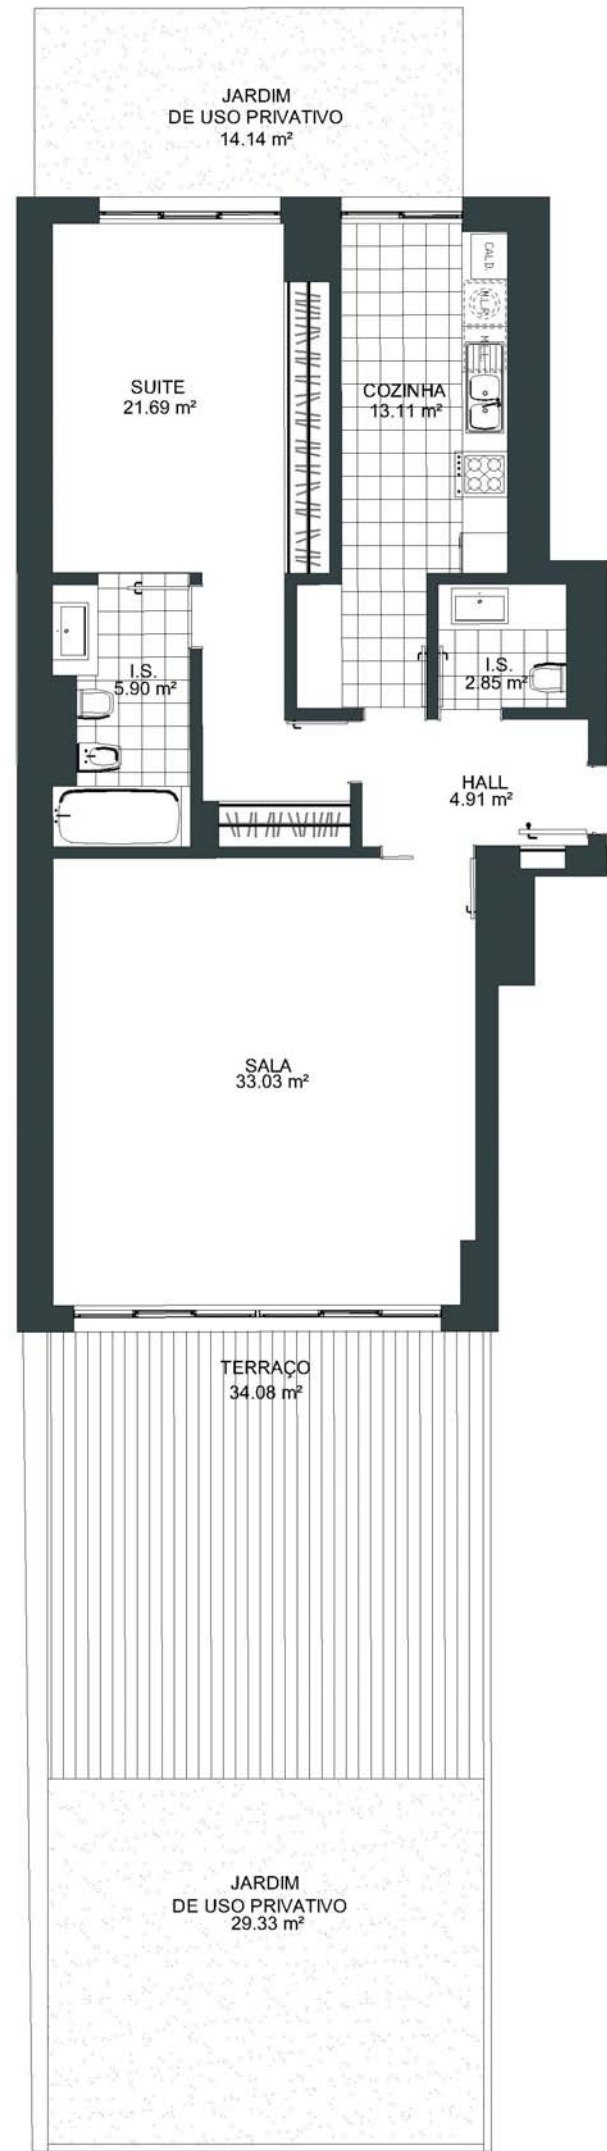 JARDIM
DE USO PRIVATIVO
14.14 m²
CALD.
M.L.R.
M.L.L.
SUITE
21.69 m²
COZINHA
13.11 m²
I.S.
5.90 m²
I.S.
2.85 m²
HALL
4.91 m²
SALA
33.03 m²
TERRAÇO
34.08 m²
JARDIM
DE USO PRIVATIVO
29.33 m²